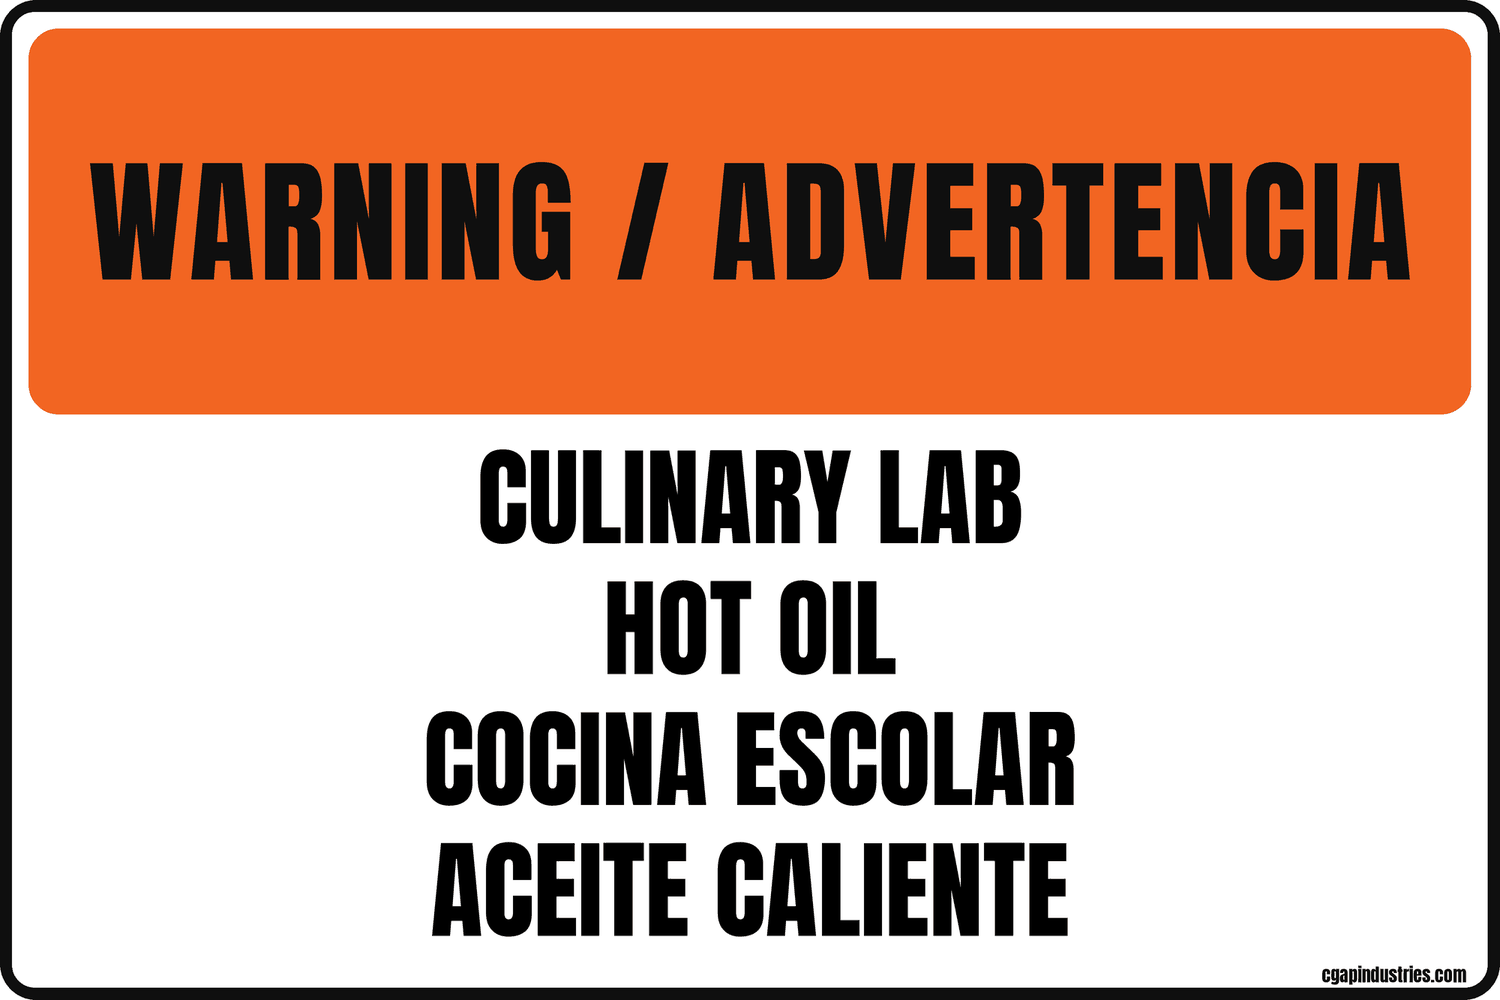 WARNING / ADVERTENCIA
CULINARY LAB
HOT OIL
COCINA ESCOLAR
ACEITE CALIENTE
cgapindustries.com